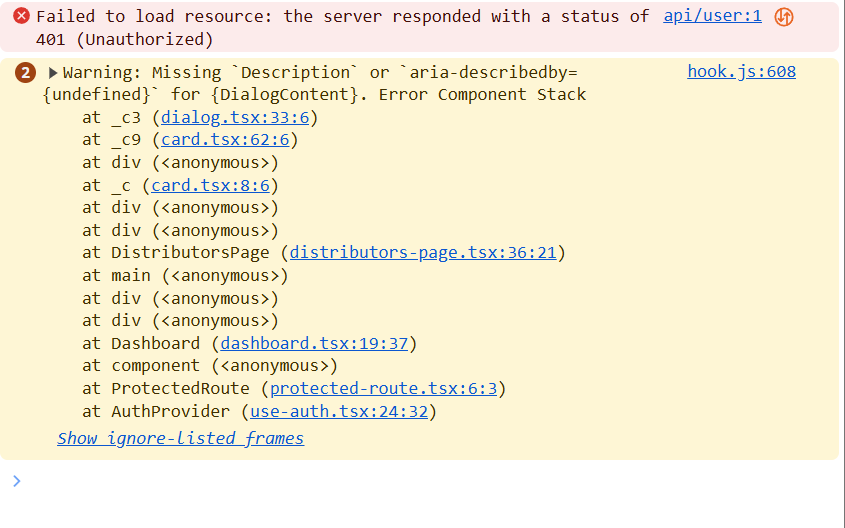 Failed to load resource: the server responded with a status of api/user:1
401 (Unauthorized)
2 Warning: Missing `Description` or `aria-describedby= hook.js:608
{undefined}` for {DialogContent}. Error Component Stack
at _c3 (dialog.tsx:33:6)
at _c9 (card.tsx:62:6)
at div (<anonymous>)
at _c (card.tsx:8:6)
at div (<anonymous>)
at div (<anonymous>)
at DistributorsPage (distributors-page.tsx:36:21)
at main (<anonymous>)
at div (<anonymous>)
at div (<anonymous>)
at Dashboard (dashboard.tsx:19:37)
at component (<anonymous>)
at ProtectedRoute (protected-route.tsx:6:3)
at AuthProvider (use-auth.tsx:24:32)
Show ignore-listed frames